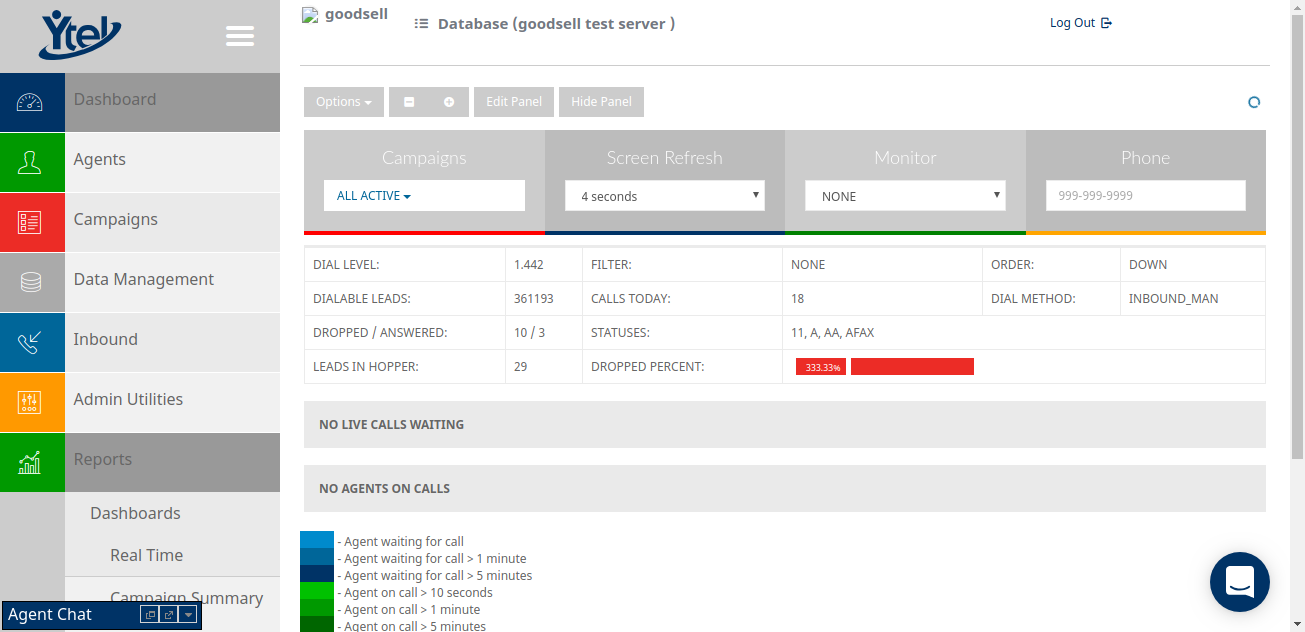 Ytel
goodsell
Database (goodsell test server )
Log Out
Dashboard
Agents
Campaigns
Data Management
Inbound
Admin Utilities
Reports
Dashboards
Real Time
Campaign Summary
Agent Chat
Options
Edit Panel
Hide Panel
Campaigns
Screen Refresh
Monitor
Phone
ALL ACTIVE
4 seconds
NONE
999-999-9999
DIAL LEVEL: 1.442 FILTER: NONE ORDER: DOWN
DIALABLE LEADS: 361193 CALLS TODAY: 18 DIAL METHOD: INBOUND_MAN
DROPPED / ANSWERED: 10 / 3 STATUSES: 11, A, AA, AFAX
LEADS IN HOPPER: 29 DROPPED PERCENT: 333.33%
NO LIVE CALLS WAITING
NO AGENTS ON CALLS
- Agent waiting for call
- Agent waiting for call > 1 minute
- Agent waiting for call > 5 minutes
- Agent on call > 10 seconds
- Agent on call > 1 minute
- Agent on call > 5 minutes